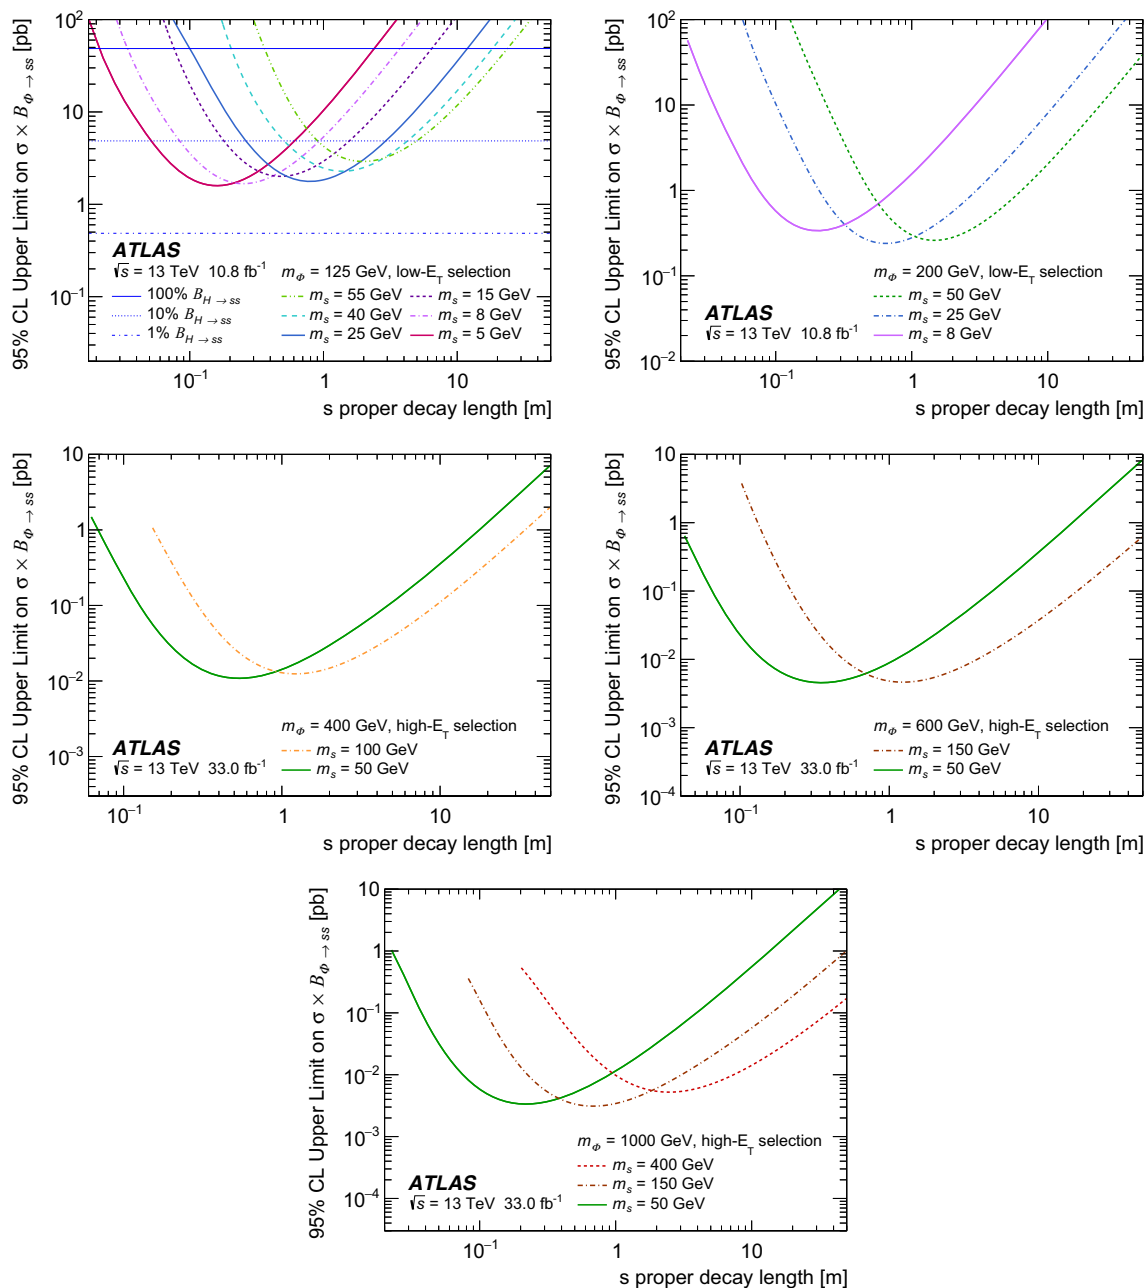 95% CL Upper Limit on σ × B_{Φ → ss} [pb]
10²
10
1
10⁻¹
ATLAS
√s = 13 TeV 10.8 fb⁻¹
m_Φ = 125 GeV, low-E_T selection
100% B_{H → ss}
m_s = 55 GeV
m_s = 15 GeV
10% B_{H → ss}
m_s = 40 GeV
m_s = 8 GeV
1% B_{H → ss}
m_s = 25 GeV
m_s = 5 GeV
10⁻¹ 1 10
s proper decay length [m]
95% CL Upper Limit on σ × B_{Φ → ss} [pb]
10²
10
1
10⁻¹
10⁻²
m_Φ = 200 GeV, low-E_T selection
m_s = 50 GeV
m_s = 25 GeV
m_s = 8 GeV
ATLAS
√s = 13 TeV 10.8 fb⁻¹
10⁻¹ 1 10
s proper decay length [m]
95% CL Upper Limit on σ × B_{Φ → ss} [pb]
10
1
10⁻¹
10⁻²
10⁻³
m_Φ = 400 GeV, high-E_T selection
m_s = 100 GeV
m_s = 50 GeV
ATLAS
√s = 13 TeV 33.0 fb⁻¹
10⁻¹ 1 10
s proper decay length [m]
95% CL Upper Limit on σ × B_{Φ → ss} [pb]
10
1
10⁻¹
10⁻²
10⁻³
10⁻⁴
m_Φ = 600 GeV, high-E_T selection
m_s = 150 GeV
m_s = 50 GeV
ATLAS
√s = 13 TeV 33.0 fb⁻¹
10⁻¹ 1 10
s proper decay length [m]
95% CL Upper Limit on σ × B_{Φ → ss} [pb]
10
1
10⁻¹
10⁻²
10⁻³
10⁻⁴
m_Φ = 1000 GeV, high-E_T selection
m_s = 400 GeV
m_s = 150 GeV
m_s = 50 GeV
ATLAS
√s = 13 TeV 33.0 fb⁻¹
10⁻¹ 1 10
s proper decay length [m]